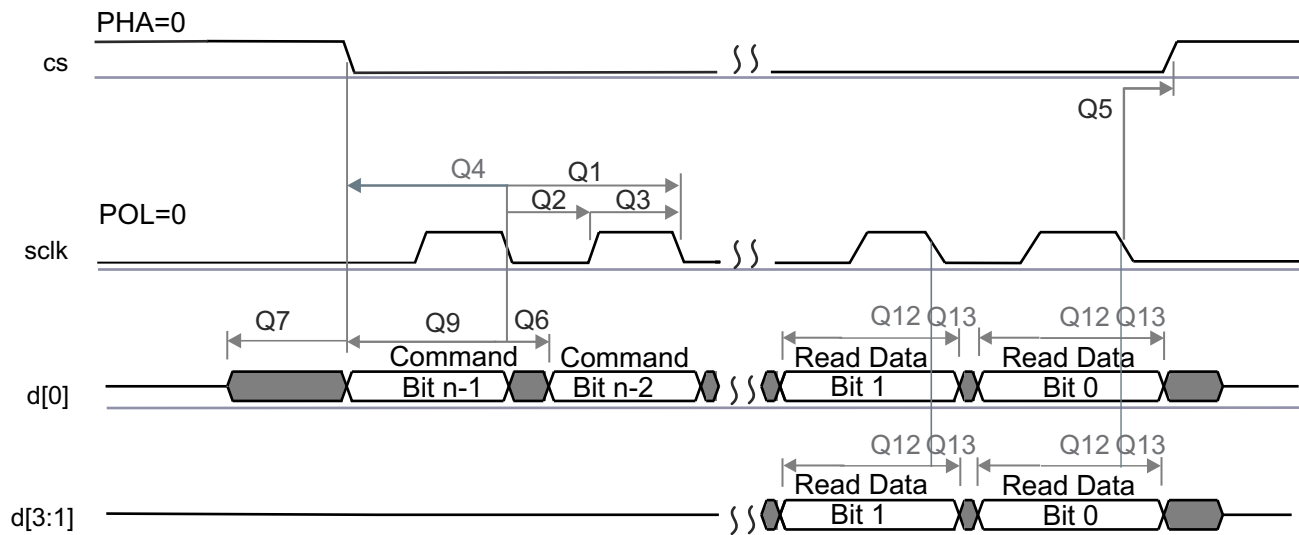 PHA=0
cs
Q5
Q4 Q1
Q2 Q3
POL=0
sclk
Q7 Q9 Q6 Q12 Q13 Q12 Q13
Command Command Read Data Read Data
d[0] Bit n-1 Bit n-2 Bit 1 Bit 0
Q12 Q13 Q12 Q13
Read Data Read Data
d[3:1] Bit 1 Bit 0